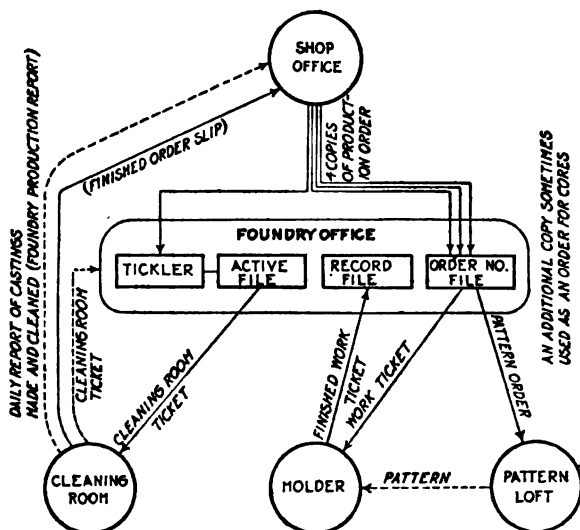 SHOP
OFFICE
4 COPIES
OF PRODUCT-
ION ORDER
(FINISHED ORDER SLIP)
DAILY REPORT OF CASTINGS
MADE AND CLEANED (FOUNDRY PRODUCTION REPORT)
AN ADDITIONAL COPY SOMETIMES
USED AS AN ORDER FOR CORES
FOUNDRY OFFICE
TICKLER
ACTIVE
FILE
RECORD
FILE
ORDER NO.
FILE
CLEANING ROOM
TICKET
CLEANING ROOM
TICKET
FINISHED WORK
TICKET
WORK TICKET
PATTERN ORDER
CLEANING
ROOM
MOLDER
PATTERN
PATTERN
LOFT